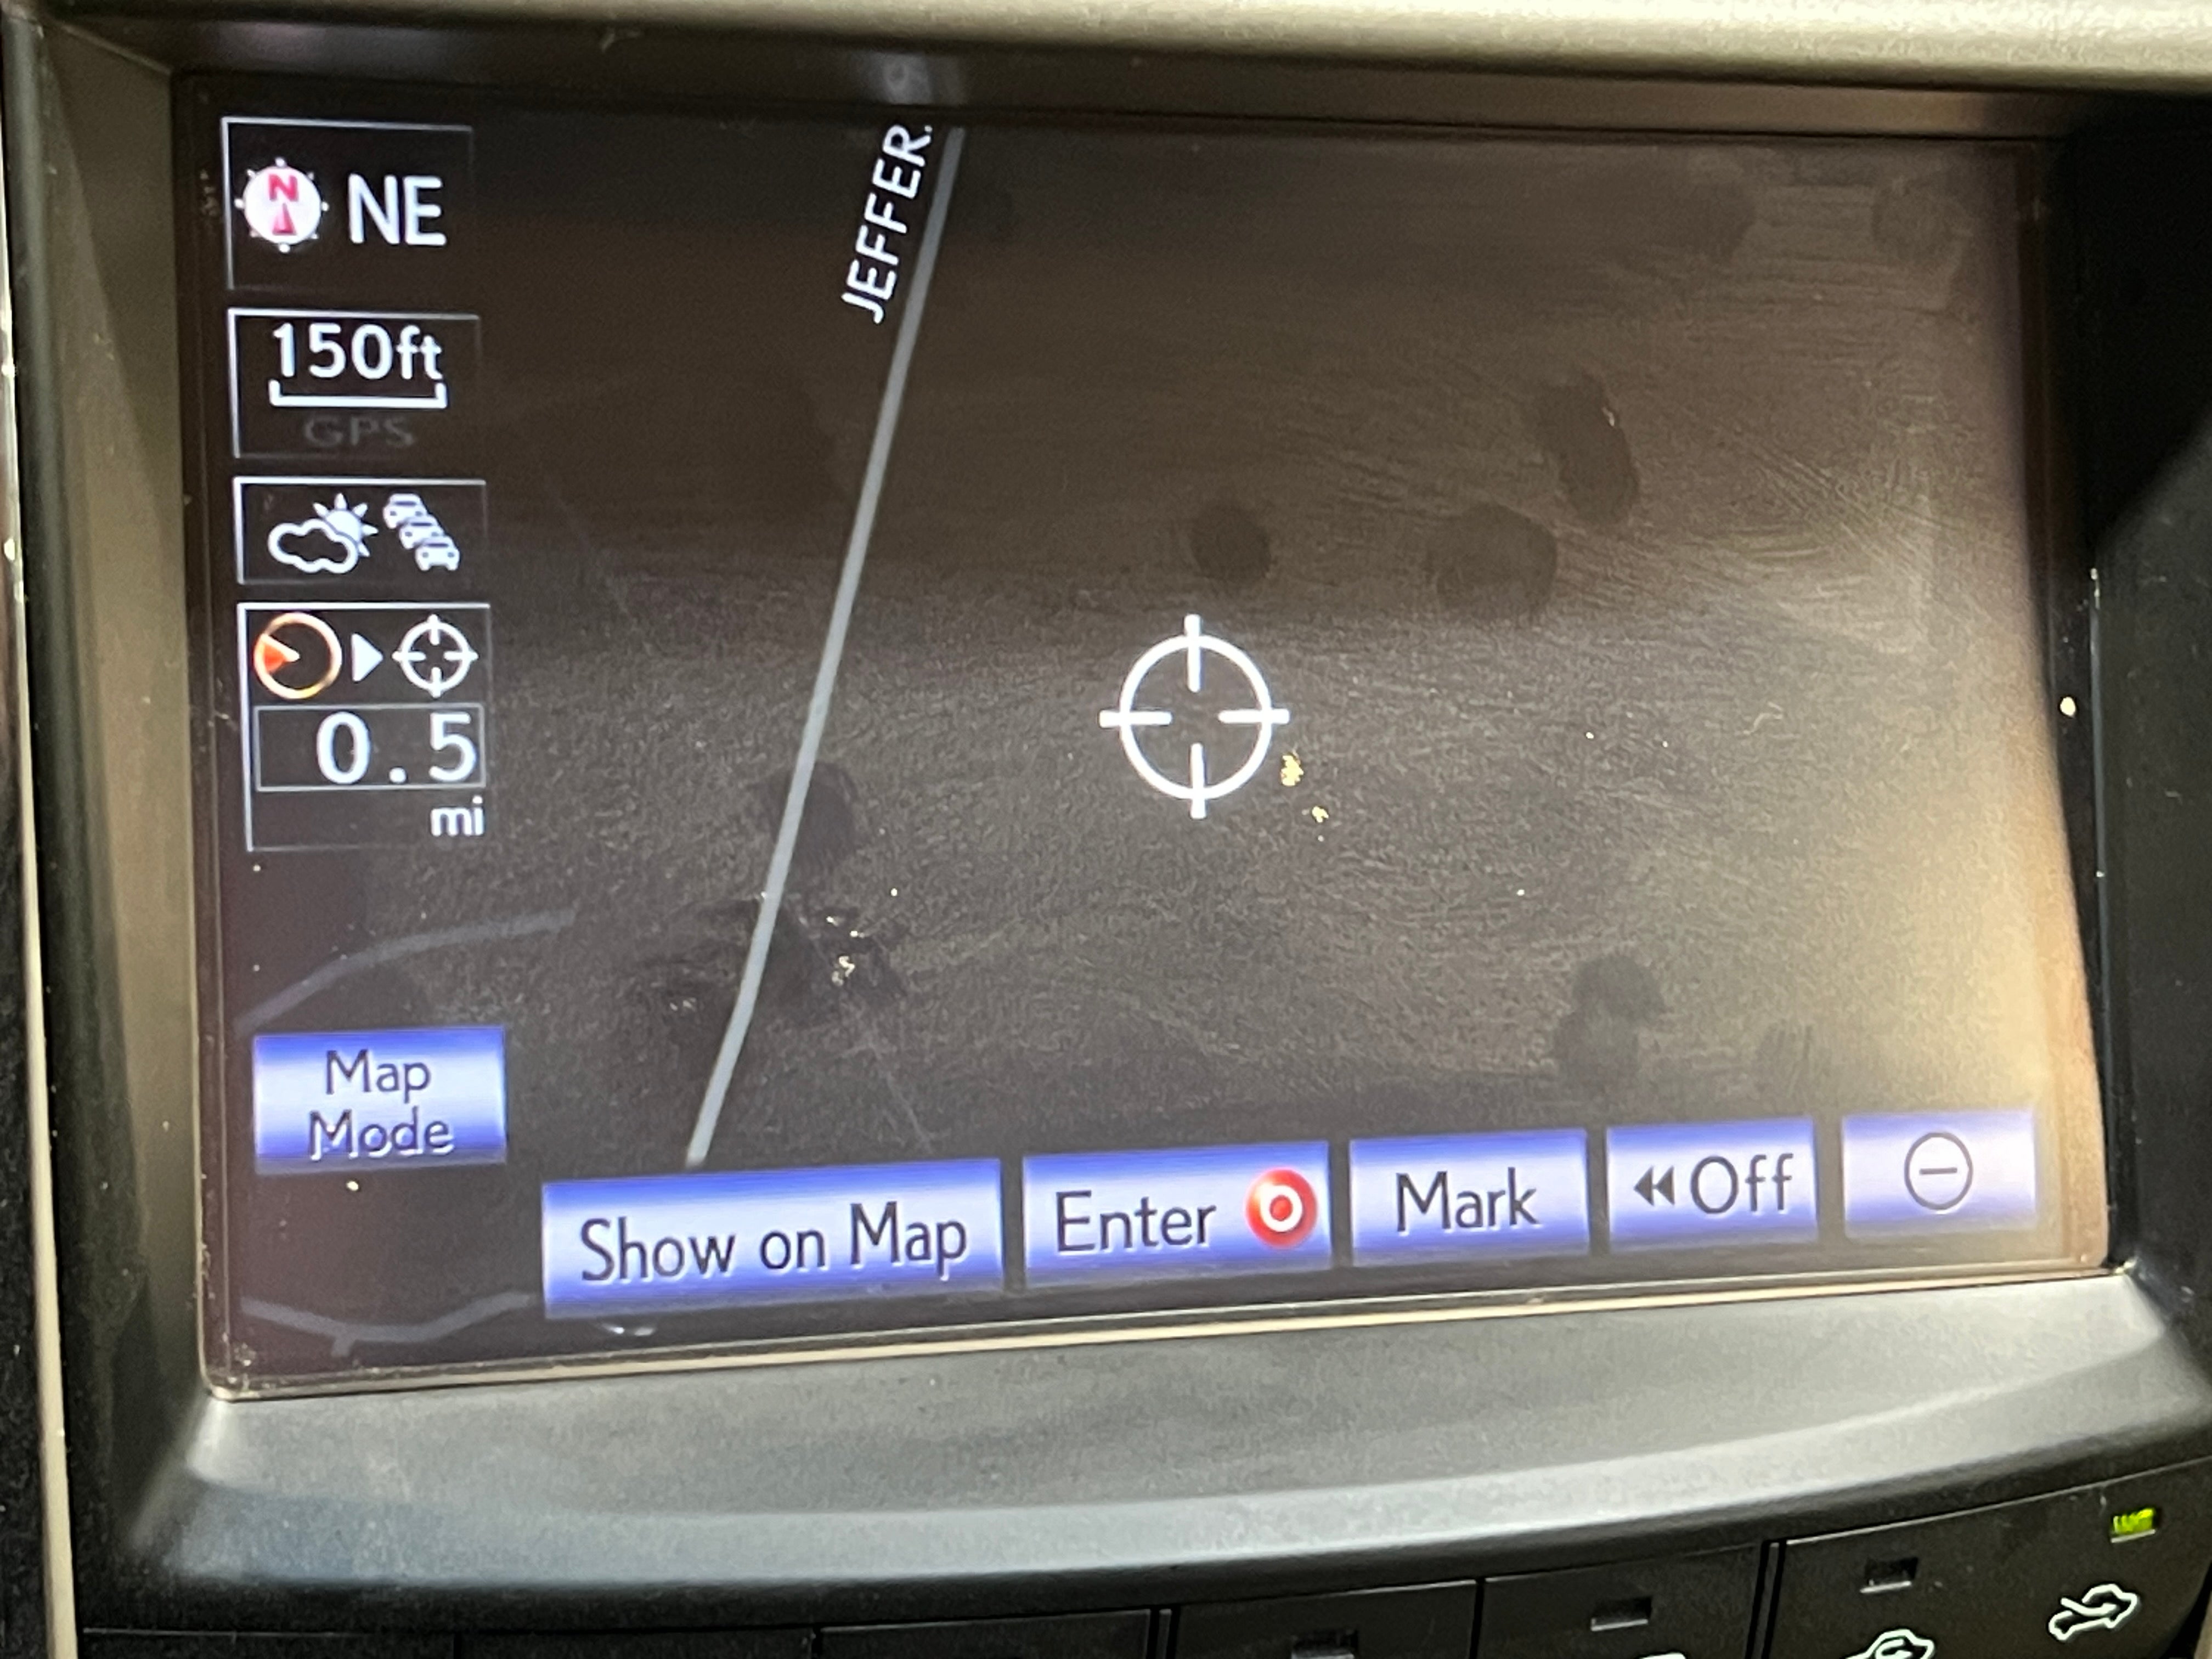 N NE
JEFFER.
150ft
GPS
0.5
mi
Map
Mode
Show on Map
Enter
Mark
Off